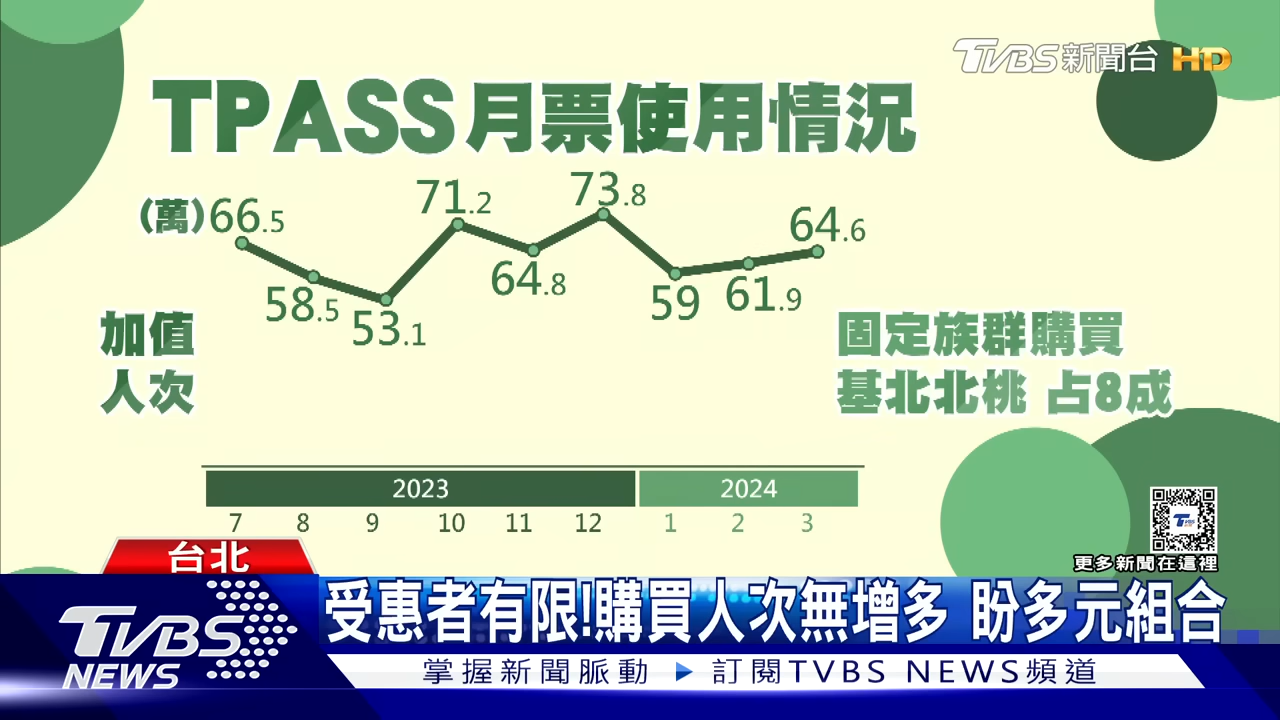 TVBS新聞台 HD
TPASS月票使用情況
(萬)
66.5
58.5
53.1
71.2
64.8
73.8
59
61.9
64.6
加值
人次
固定族群購買
基北北桃 占8成
2023 2024
7 8 9 10 11 12 1 2 3
TVBS
更多新聞在這裡
台北
受惠者有限!購買人次無增多 盼多元組合
TVBS
NEWS
掌握新聞脈動 訂閱TVBS NEWS頻道